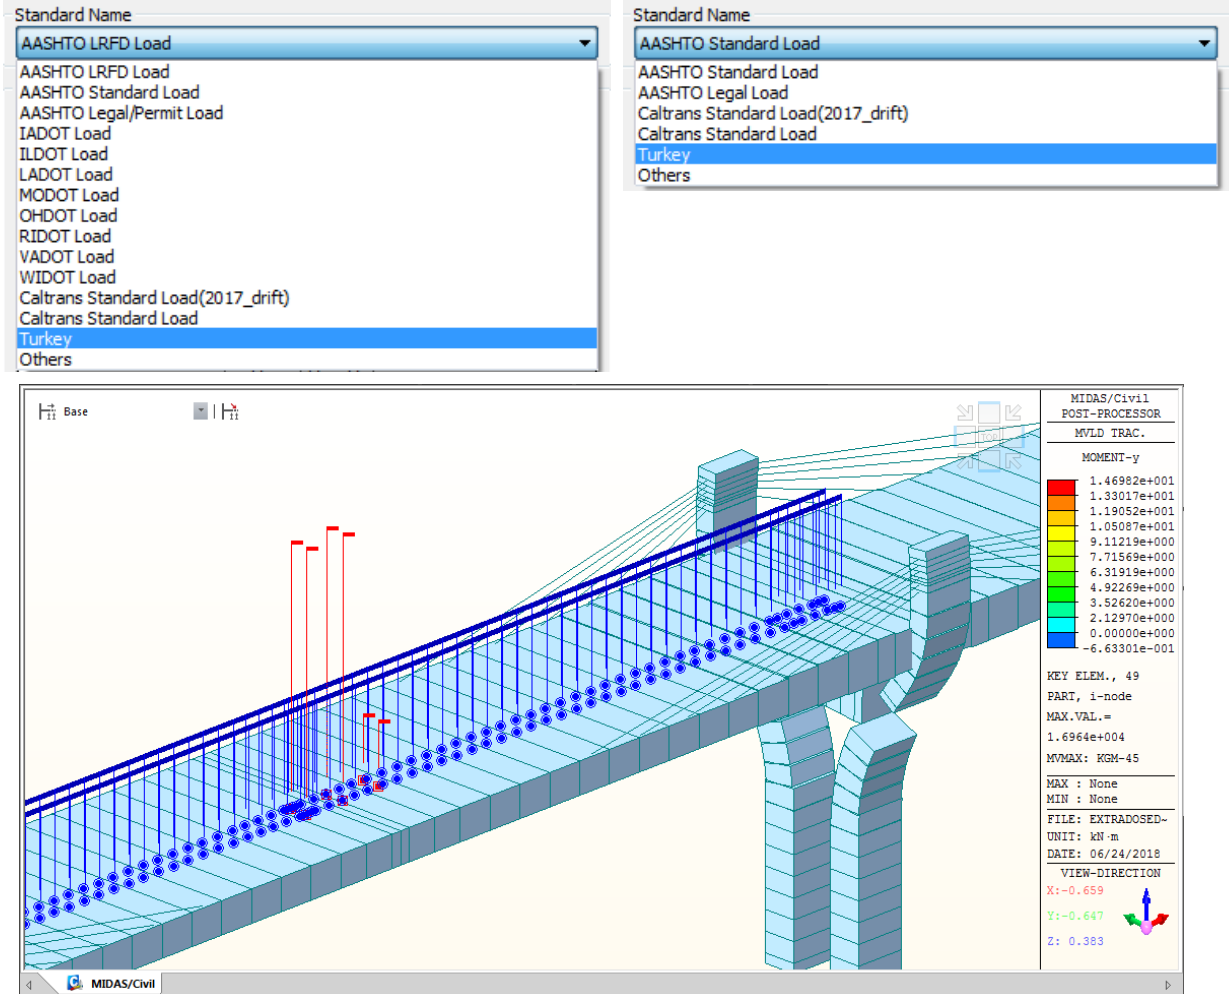 Standard Name
AASHTO LRFD Load
AASHTO LRFD Load
AASHTO Standard Load
AASHTO Legal/Permit Load
IADOT Load
ILDOT Load
LADOT Load
MODOT Load
OHDOT Load
RIDOT Load
VADOT Load
WIDOT Load
Caltrans Standard Load(2017_drift)
Caltrans Standard Load
Turkey
Others
Standard Name
AASHTO Standard Load
AASHTO Standard Load
AASHTO Legal Load
Caltrans Standard Load(2017_drift)
Caltrans Standard Load
Turkey
Others
Base
TOP
MIDAS/Civil
POST-PROCESSOR
MVLD TRAC.
MOMENT-y
1.46982e+001
1.33017e+001
1.19052e+001
1.05087e+001
9.11219e+000
7.71569e+000
6.31919e+000
4.92269e+000
3.52620e+000
2.12970e+000
0.00000e+000
-6.63301e-001
KEY ELEM., 49
PART, i-node
MAX.VAL.=
1.6964e+004
MVMAX: KGM-45
MAX : None
MIN : None
FILE: EXTRADOSED~
UNIT: kN·m
DATE: 06/24/2018
VIEW-DIRECTION
X:-0.659
Y:-0.647
Z: 0.383
MIDAS/Civil